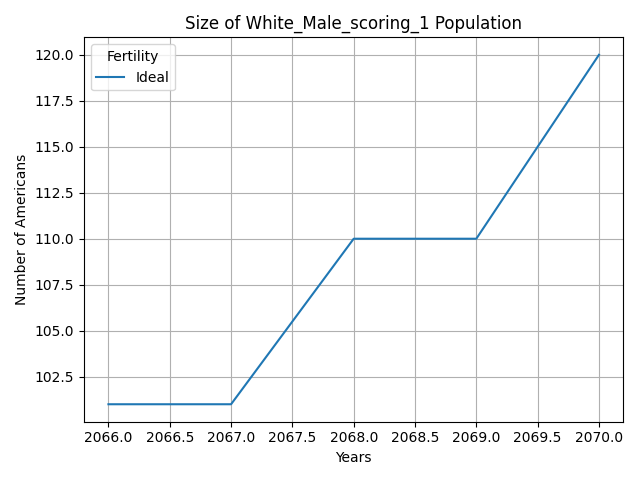 Size of White_Male_scoring_1 Population
Fertility
Ideal
Number of Americans
120.0
117.5
115.0
112.5
110.0
107.5
105.0
102.5
2066.0 2066.5 2067.0 2067.5 2068.0 2068.5 2069.0 2069.5 2070.0
Years